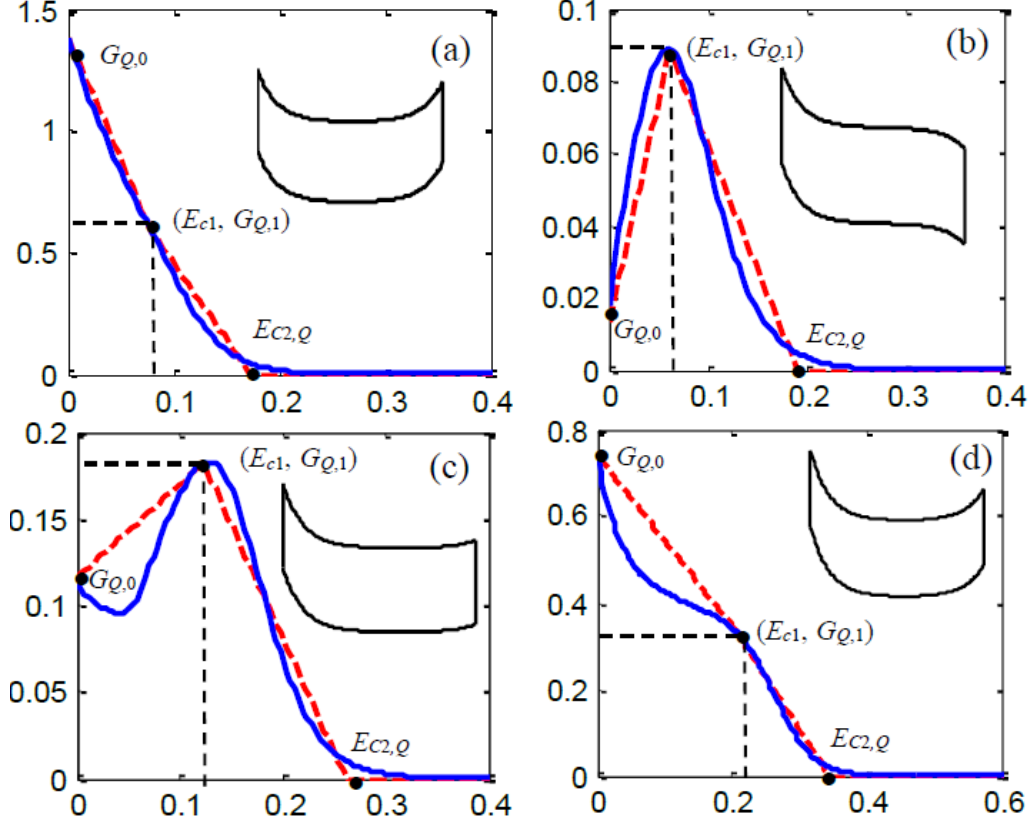 1.5
(a)
G_{Q,0}
1
(E_{c1}, G_{Q,1})
0.5
E_{C2,Q}
0
0 0.1 0.2 0.3 0.4
0.1
(b)
(E_{c1}, G_{Q,1})
0.08
0.06
0.04
0.02
G_{Q,0}
E_{C2,Q}
0
0 0.1 0.2 0.3 0.4
0.2
(c)
(E_{c1}, G_{Q,1})
0.15
G_{Q,0}
0.1
0.05
E_{C2,Q}
0
0 0.1 0.2 0.3 0.4
0.8
(d)
G_{Q,0}
0.6
0.4
(E_{c1}, G_{Q,1})
0.2
E_{C2,Q}
0
0 0.2 0.4 0.6